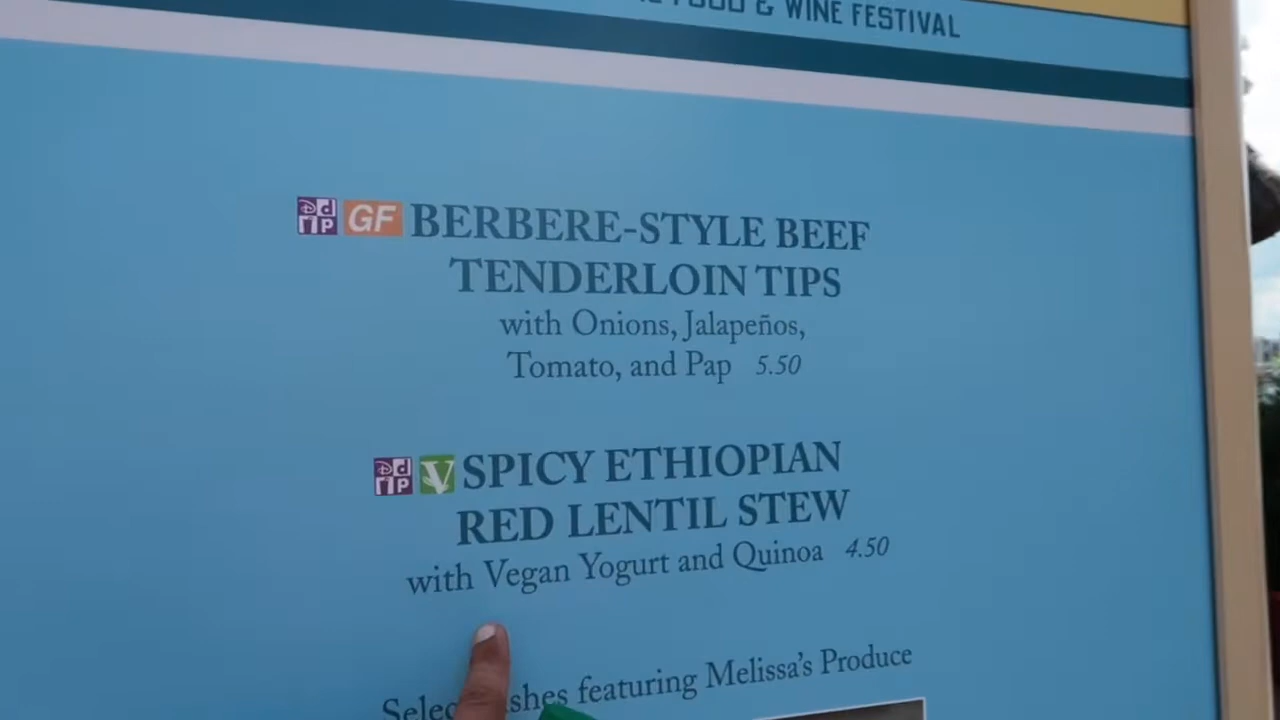 FOOD & WINE FESTIVAL
GF BERBERE-STYLE BEEF
TENDERLOIN TIPS
with Onions, Jalapeños,
Tomato, and Pap 5.50
V SPICY ETHIOPIAN
RED LENTIL STEW
with Vegan Yogurt and Quinoa 4.50
featuring Melissa's Produce